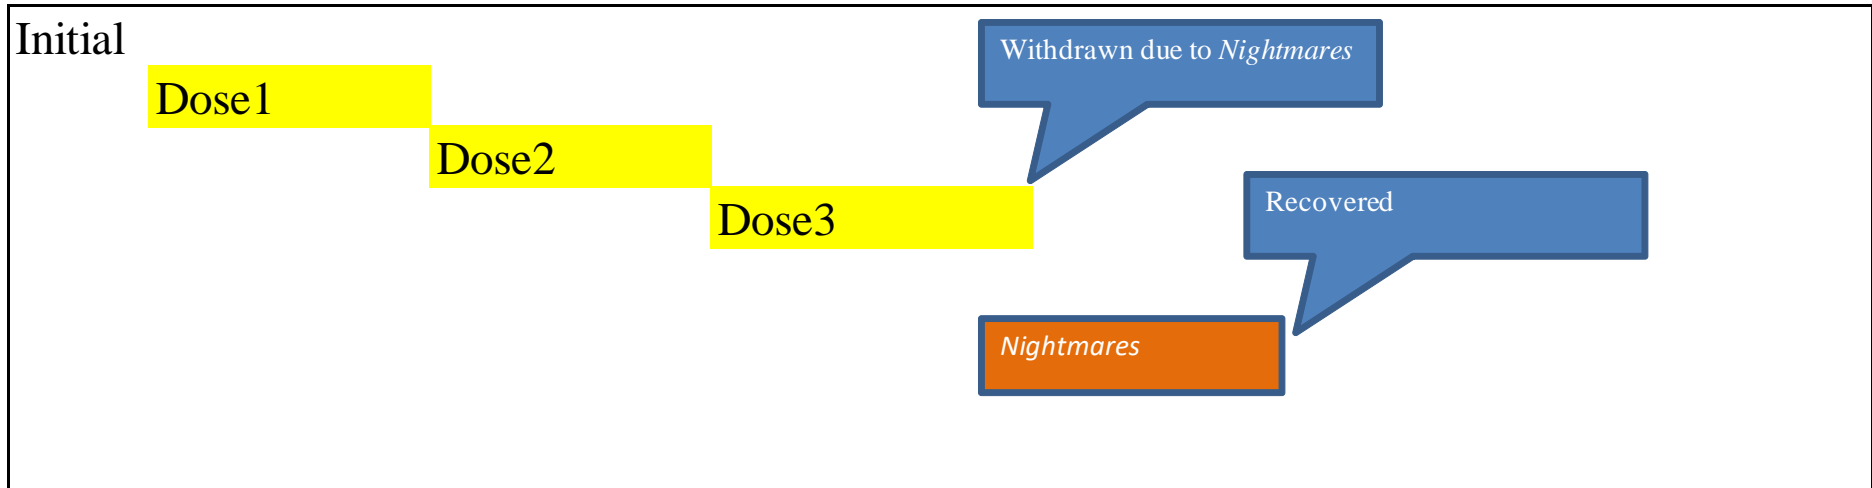 Initial
Withdrawn due to Nightmares
Dose1
Dose2
Dose3
Recovered
Nightmares